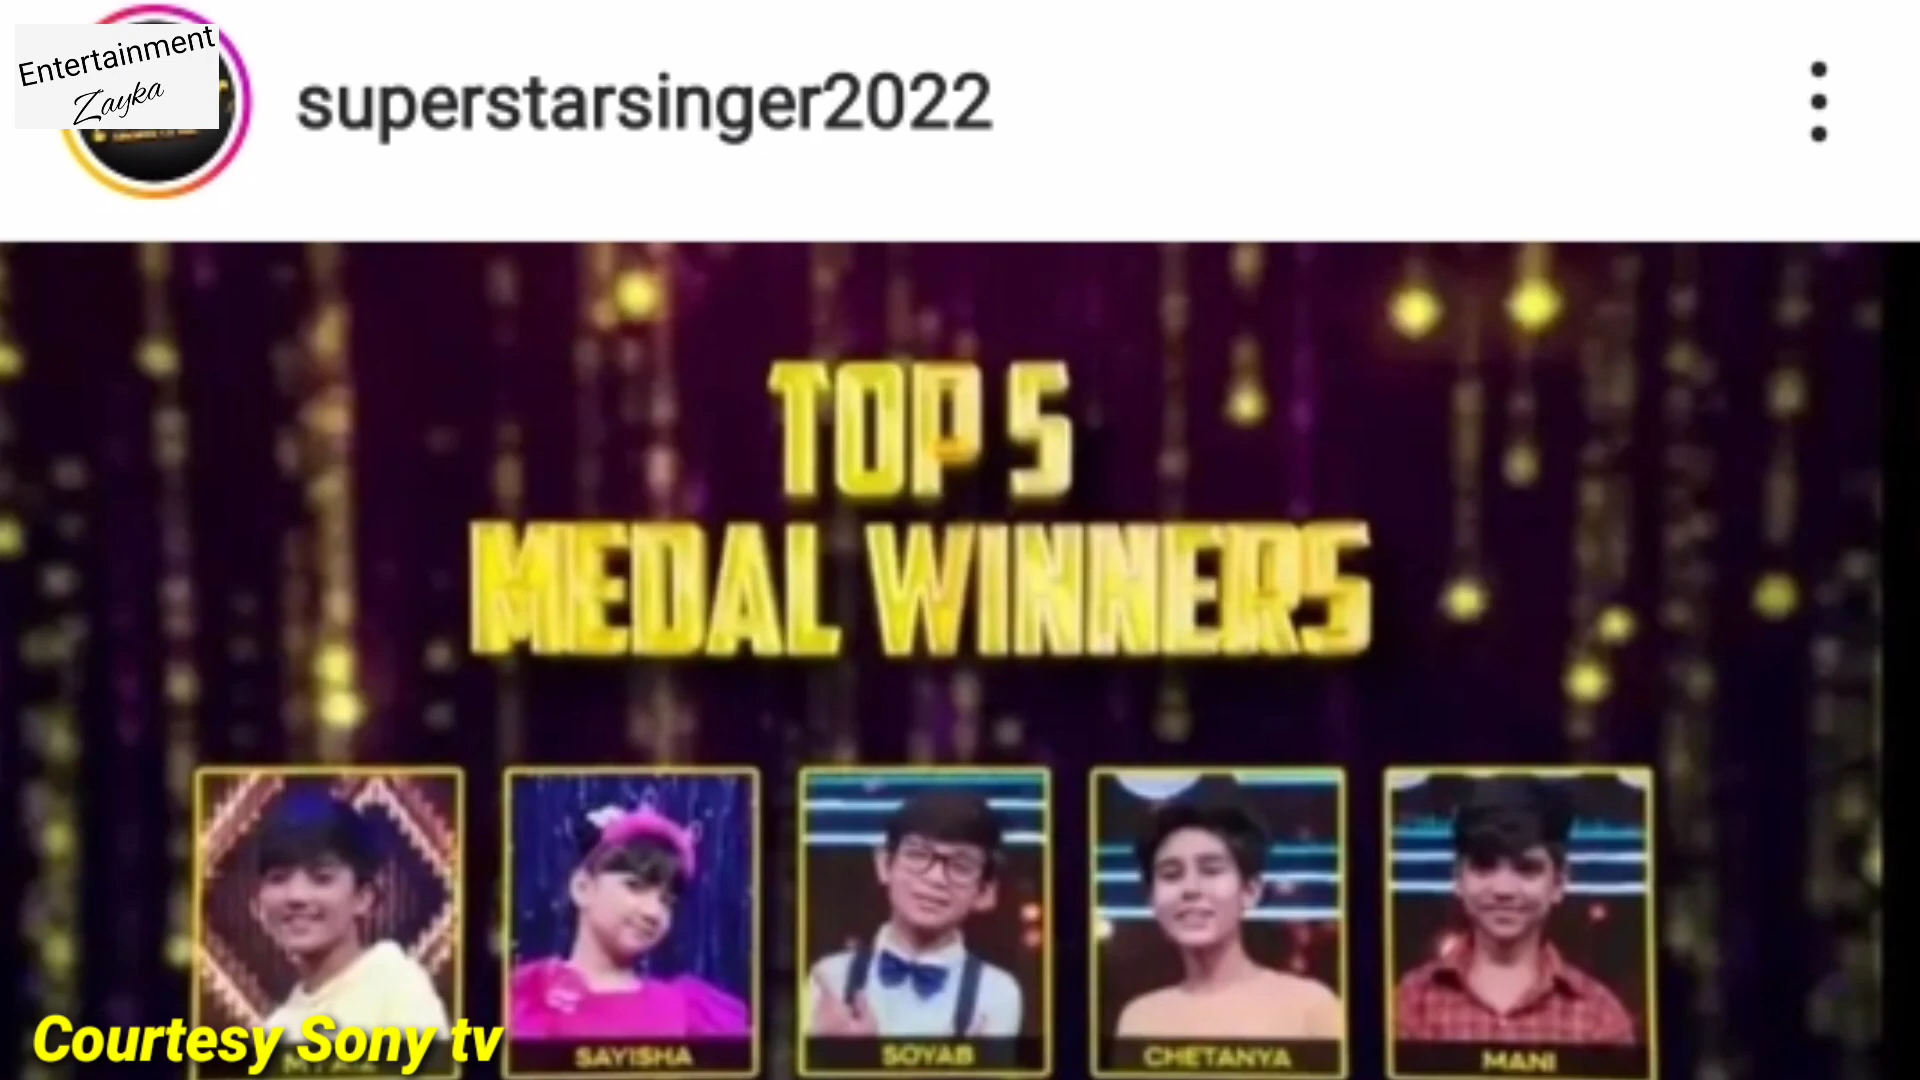 Entertainment
Zayka
superstarsinger2022
TOP 5
MEDAL WINNERS
SAYISHA
SOYAB
CHETANYA
MANI
Courtesy Sony tv